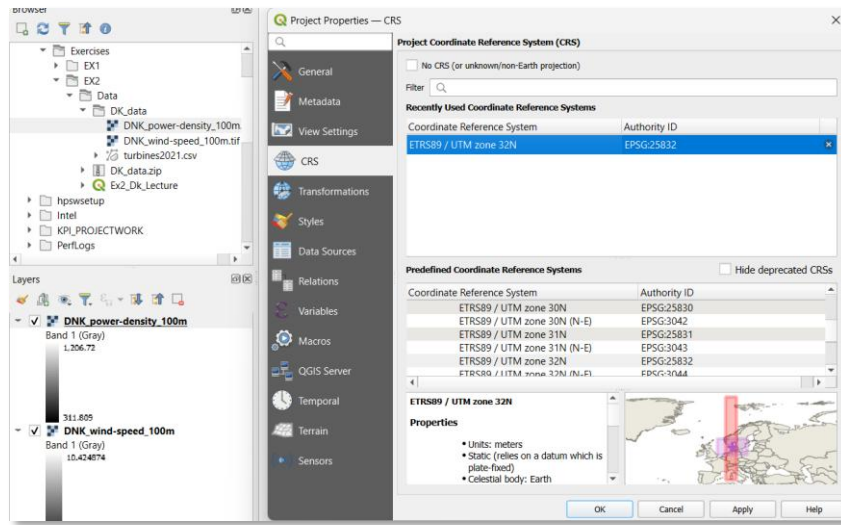 Browser
Exercises
EX1
EX2
Data
DK_data
DNK_power-density_100m.
DNK_wind-speed_100m.tif
turbines2021.csv
DK_data.zip
Ex2_Dk_Lecture
hpswsetup
Intel
KPI_PROJECTWORK
PerfLogs
Layers
DNK_power-density_100m
Band 1 (Gray)
1,206.72
311.809
DNK_wind-speed_100m
Band 1 (Gray)
10.424874
Project Properties — CRS
General
Metadata
View Settings
CRS
Transformations
Styles
Data Sources
Relations
Variables
Macros
QGIS Server
Temporal
Terrain
Sensors
Project Coordinate Reference System (CRS)
No CRS (or unknown/non-Earth projection)
Filter
Recently Used Coordinate Reference Systems
Coordinate Reference System Authority ID
ETRS89 / UTM zone 32N EPSG:25832
Predefined Coordinate Reference Systems Hide deprecated CRSs
Coordinate Reference System Authority ID
ETRS89 / UTM zone 30N EPSG:25830
ETRS89 / UTM zone 30N (N-E) EPSG:3042
ETRS89 / UTM zone 31N EPSG:25831
ETRS89 / UTM zone 31N (N-E) EPSG:3043
ETRS89 / UTM zone 32N EPSG:25832
ETRS89 / UTM zone 32N (N-E) EPSG:3044
ETRS89 / UTM zone 32N
Properties
• Units: meters
• Static (relies on a datum which is
plate-fixed)
• Celestial body: Earth
OK Cancel Apply Help